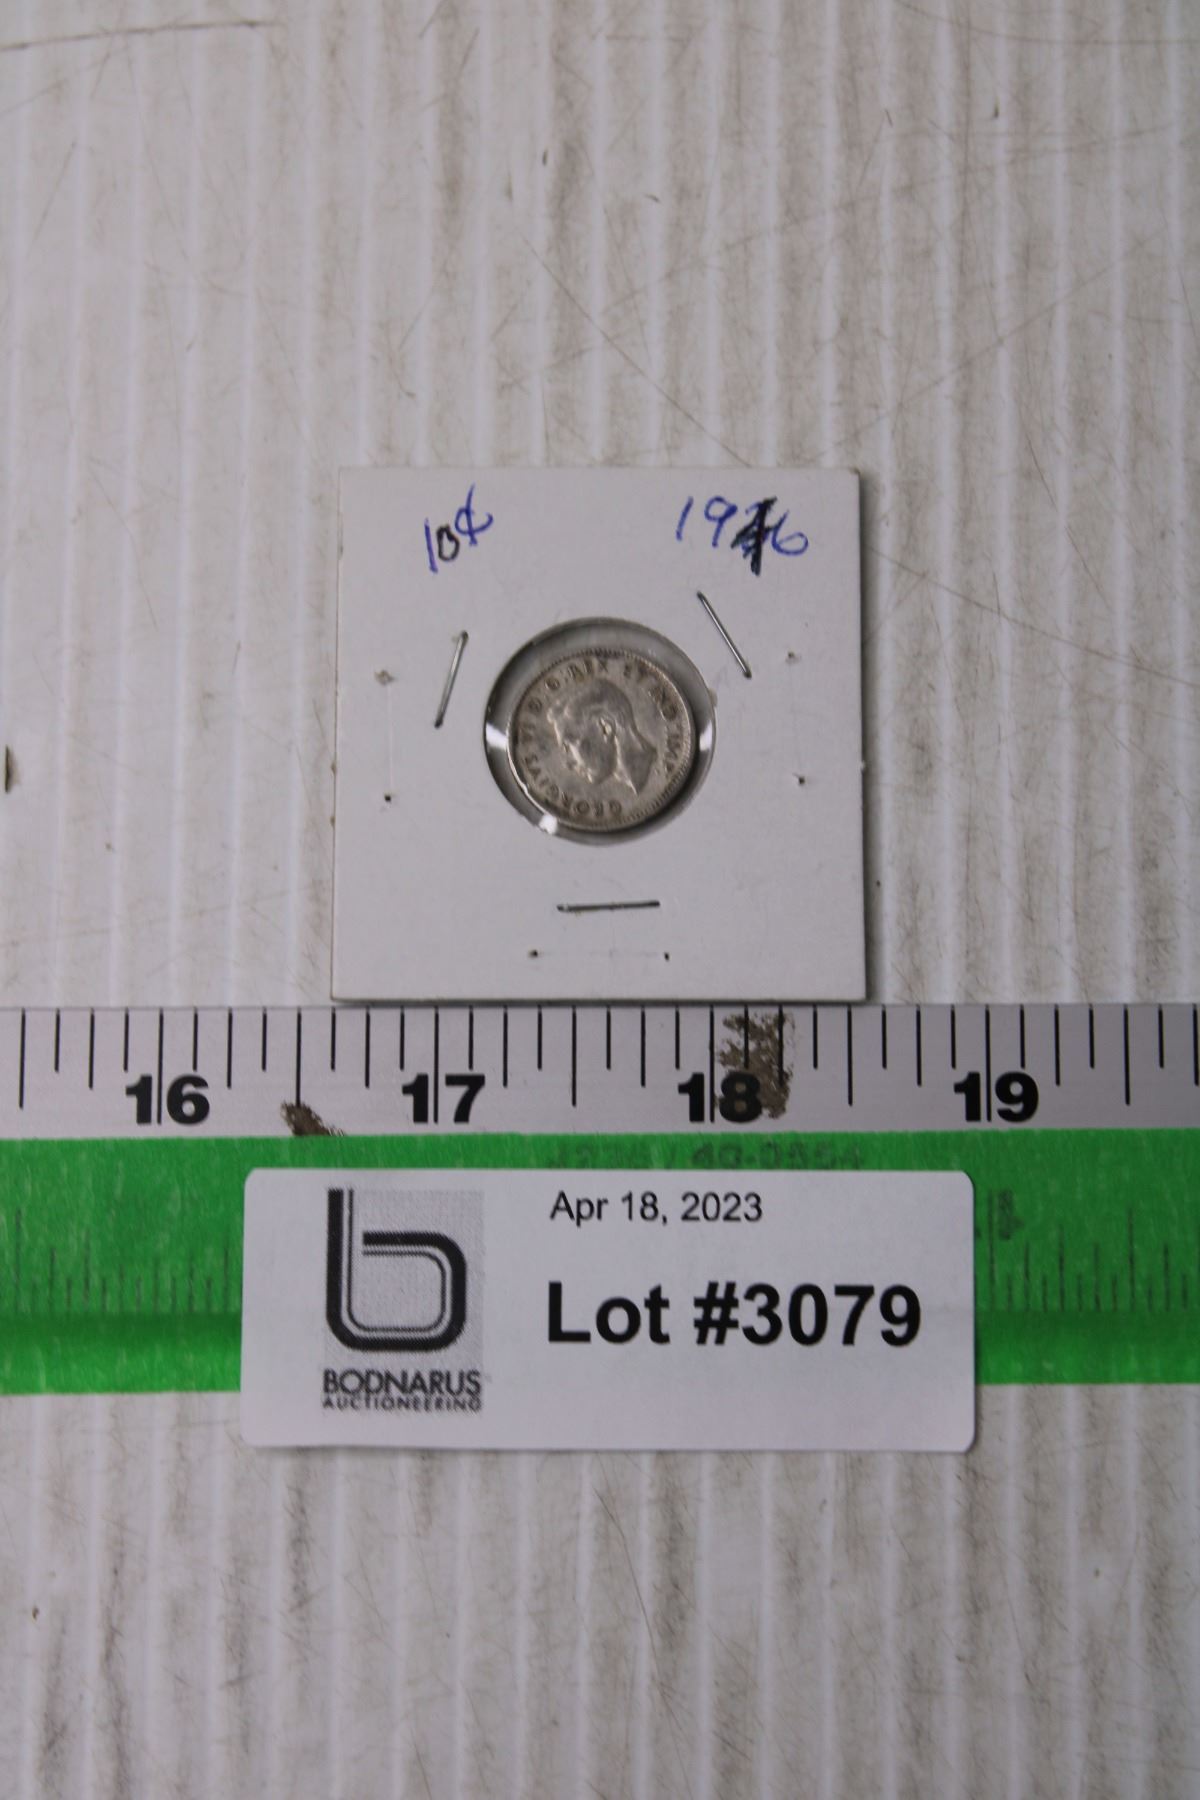 10¢ 1946
GEORGIVS VI D:G:REX ET IND:IMP:
16 17 18 19
Apr 18, 2023
Lot #3079
BODNARUS
AUCTIONEERING